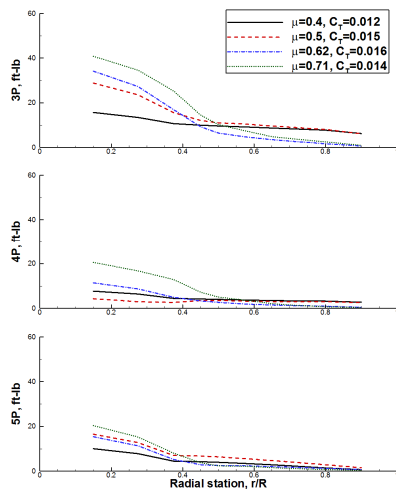 μ=0.4, C_T=0.012
μ=0.5, C_T=0.015
μ=0.62, C_T=0.016
μ=0.71, C_T=0.014
3P, ft-lb
60
40
20
0
0 0.2 0.4 0.6 0.8 1
4P, ft-lb
60
40
20
0
0 0.2 0.4 0.6 0.8 1
5P, ft-lb
60
40
20
0
0 0.2 0.4 0.6 0.8 1
Radial station, r/R